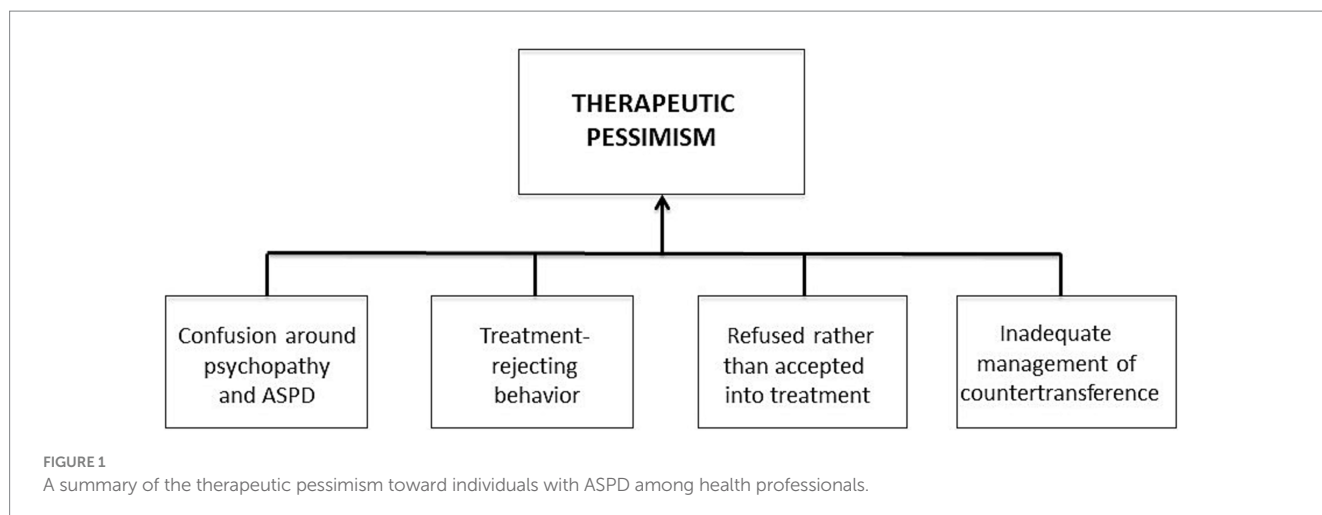 THERAPEUTIC
PESSIMISM
Confusion around
psychopathy
and ASPD
Treatment-
rejecting
behavior
Refused rather
than accepted
into treatment
Inadequate
management of
countertransference
FIGURE 1
A summary of the therapeutic pessimism toward individuals with ASPD among health professionals.